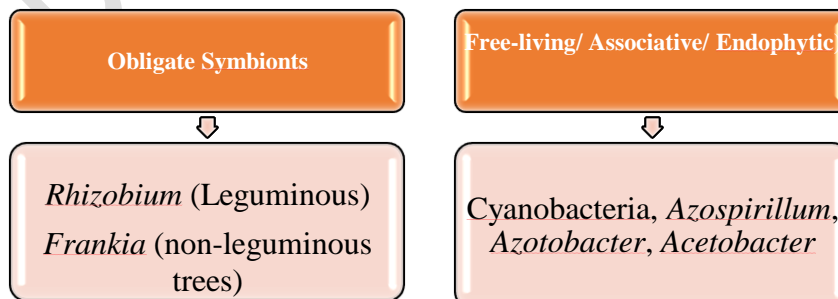 Obligate Symbionts
Free-living/ Associative/ Endophytic
Rhizobium (Leguminous)
Frankia (non-leguminous
trees)
Cyanobacteria, Azospirillum,
Azotobacter, Acetobacter